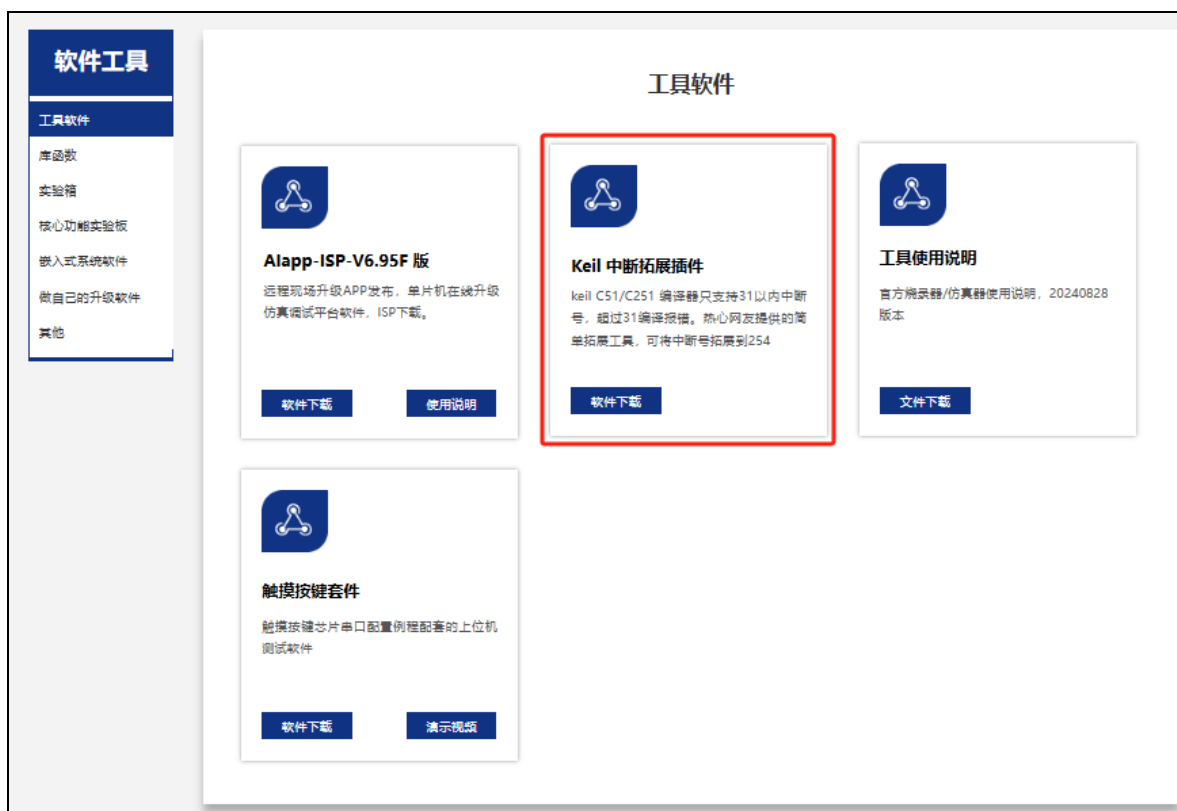 软件工具
工具软件
库函数
实验箱
核心功能实验板
嵌入式系统软件
做自己的升级软件
其他
工具软件
AIapp-ISP-V6.95F 版
远程现场升级APP发布，单片机在线升级
仿真调试平台软件，ISP下载。
软件下载
使用说明
Keil 中断拓展插件
keil C51/C251 编译器只支持31以内中断
号，超过31编译报错。热心网友提供的简
单拓展工具，可将中断号拓展到254
软件下载
工具使用说明
官方烧录器/仿真器使用说明，20240828
版本
文件下载
触摸按键套件
触摸按键芯片串口配置例程配套的上位机
测试软件
软件下载
演示视频